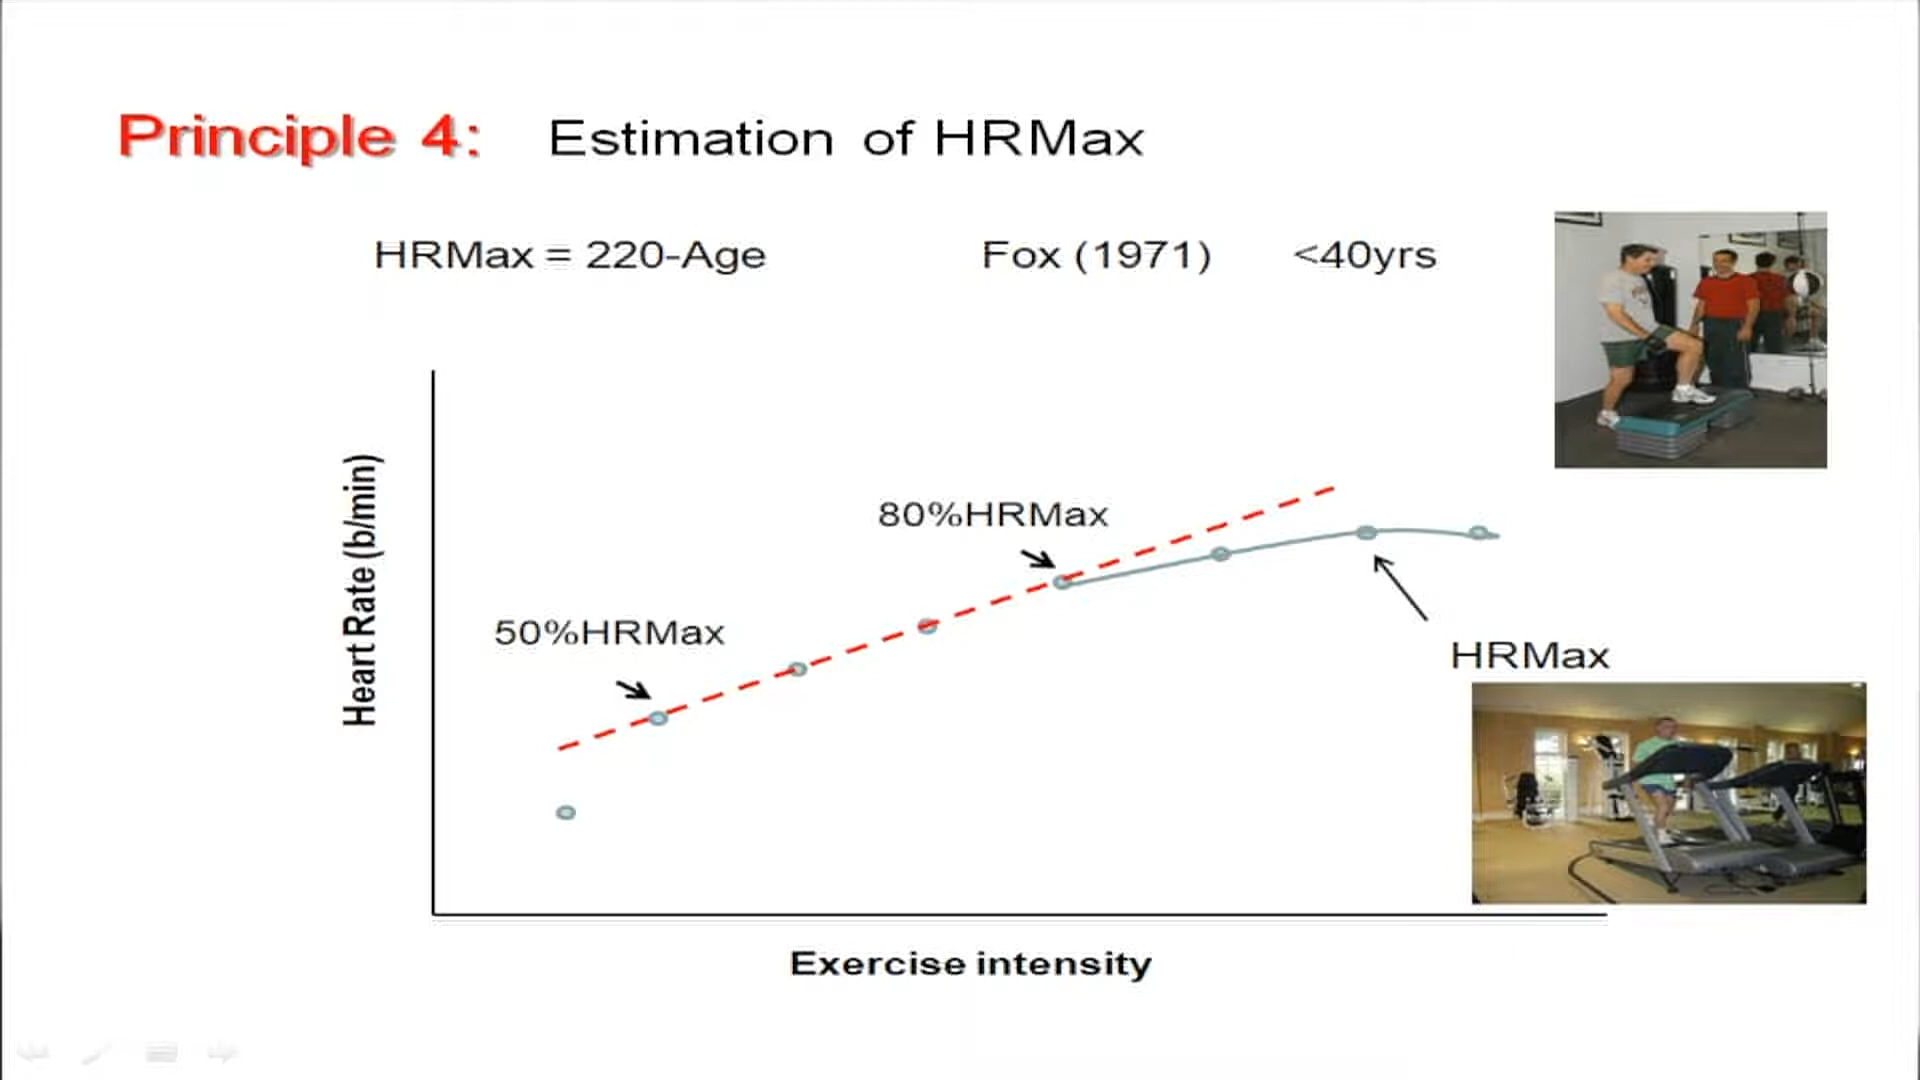 Principle 4: Estimation of HRMax
HRMax = 220-Age Fox (1971) <40yrs
Heart Rate (b/min)
80%HRMax
50%HRMax
HRMax
Exercise intensity